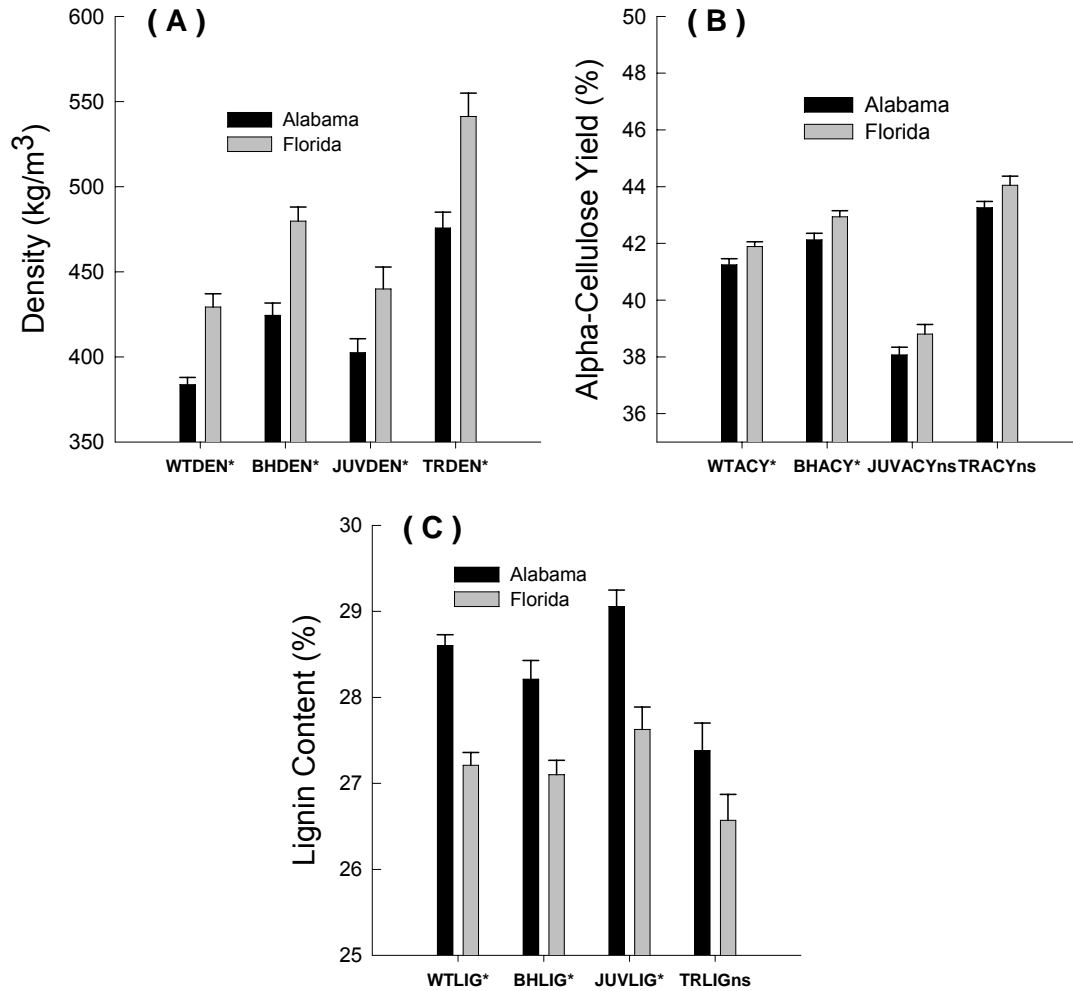 ( A )
Density (kg/m³)
600
550
500
450
400
350
Alabama
Florida
WTDEN* BHDEN* JUVDEN* TRDEN*
( B )
Alpha-Cellulose Yield (%)
50
48
46
44
42
40
38
36
Alabama
Florida
WTACY* BHACY* JUVACYns TRACYns
( C )
Lignin Content (%)
30
29
28
27
26
25
Alabama
Florida
WTLIG* BHLIG* JUVLIG* TRLIGns